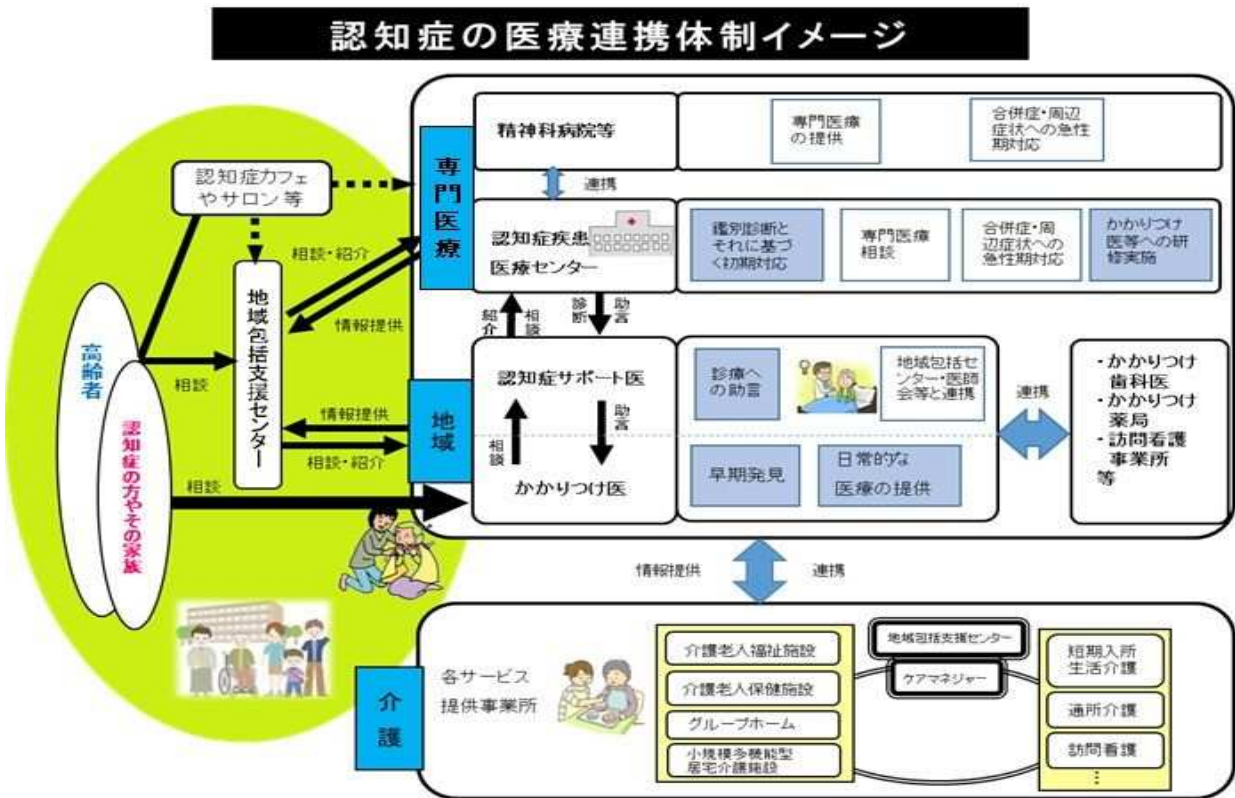 認知症の医療連携体制イメージ
精神科病院等
専門医療
の提供
合併症・周辺
症状への急性
期対応
専門医療
認知症カフェ
やサロン等
連携
認知症疾患
医療センター
鑑別診断と
それに基づ
く初期対応
専門医療
相談
合併症・周
辺症状への
急性期対応
かかりつけ
医等への研
修実施
相談・紹介
情報提供
紹介
相談
診断
助言
地域包括支援センター
高齢者
認知症の方やその家族
相談
情報提供
相談・紹介
相談
地域
認知症サポート医
相談
助言
かかりつけ医
診療へ
の助言
地域包括セ
ンター・医師
会等と連携
早期発見
日常的な
医療の提供
連携
・かかりつけ
歯科医
・かかりつけ
薬局
・訪問看護
事業所
等
情報提供
連携
介護
各サービス
提供事業所
介護老人福祉施設
介護老人保健施設
グループホーム
小規模多機能型
居宅介護施設
地域包括支援センター
ケアマネジャー
短期入所
生活介護
通所介護
訪問看護
⋮